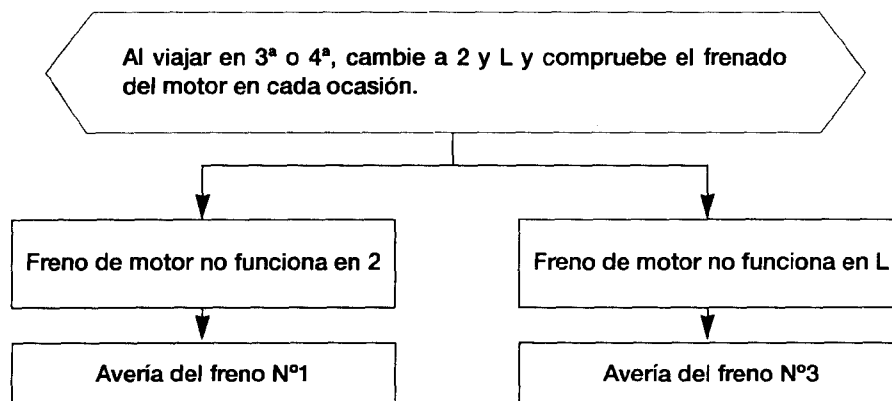 Al viajar en 3ª o 4ª, cambie a 2 y L y compruebe el frenado
del motor en cada ocasión.
Freno de motor no funciona en 2
Freno de motor no funciona en L
Avería del freno Nº1
Avería del freno Nº3